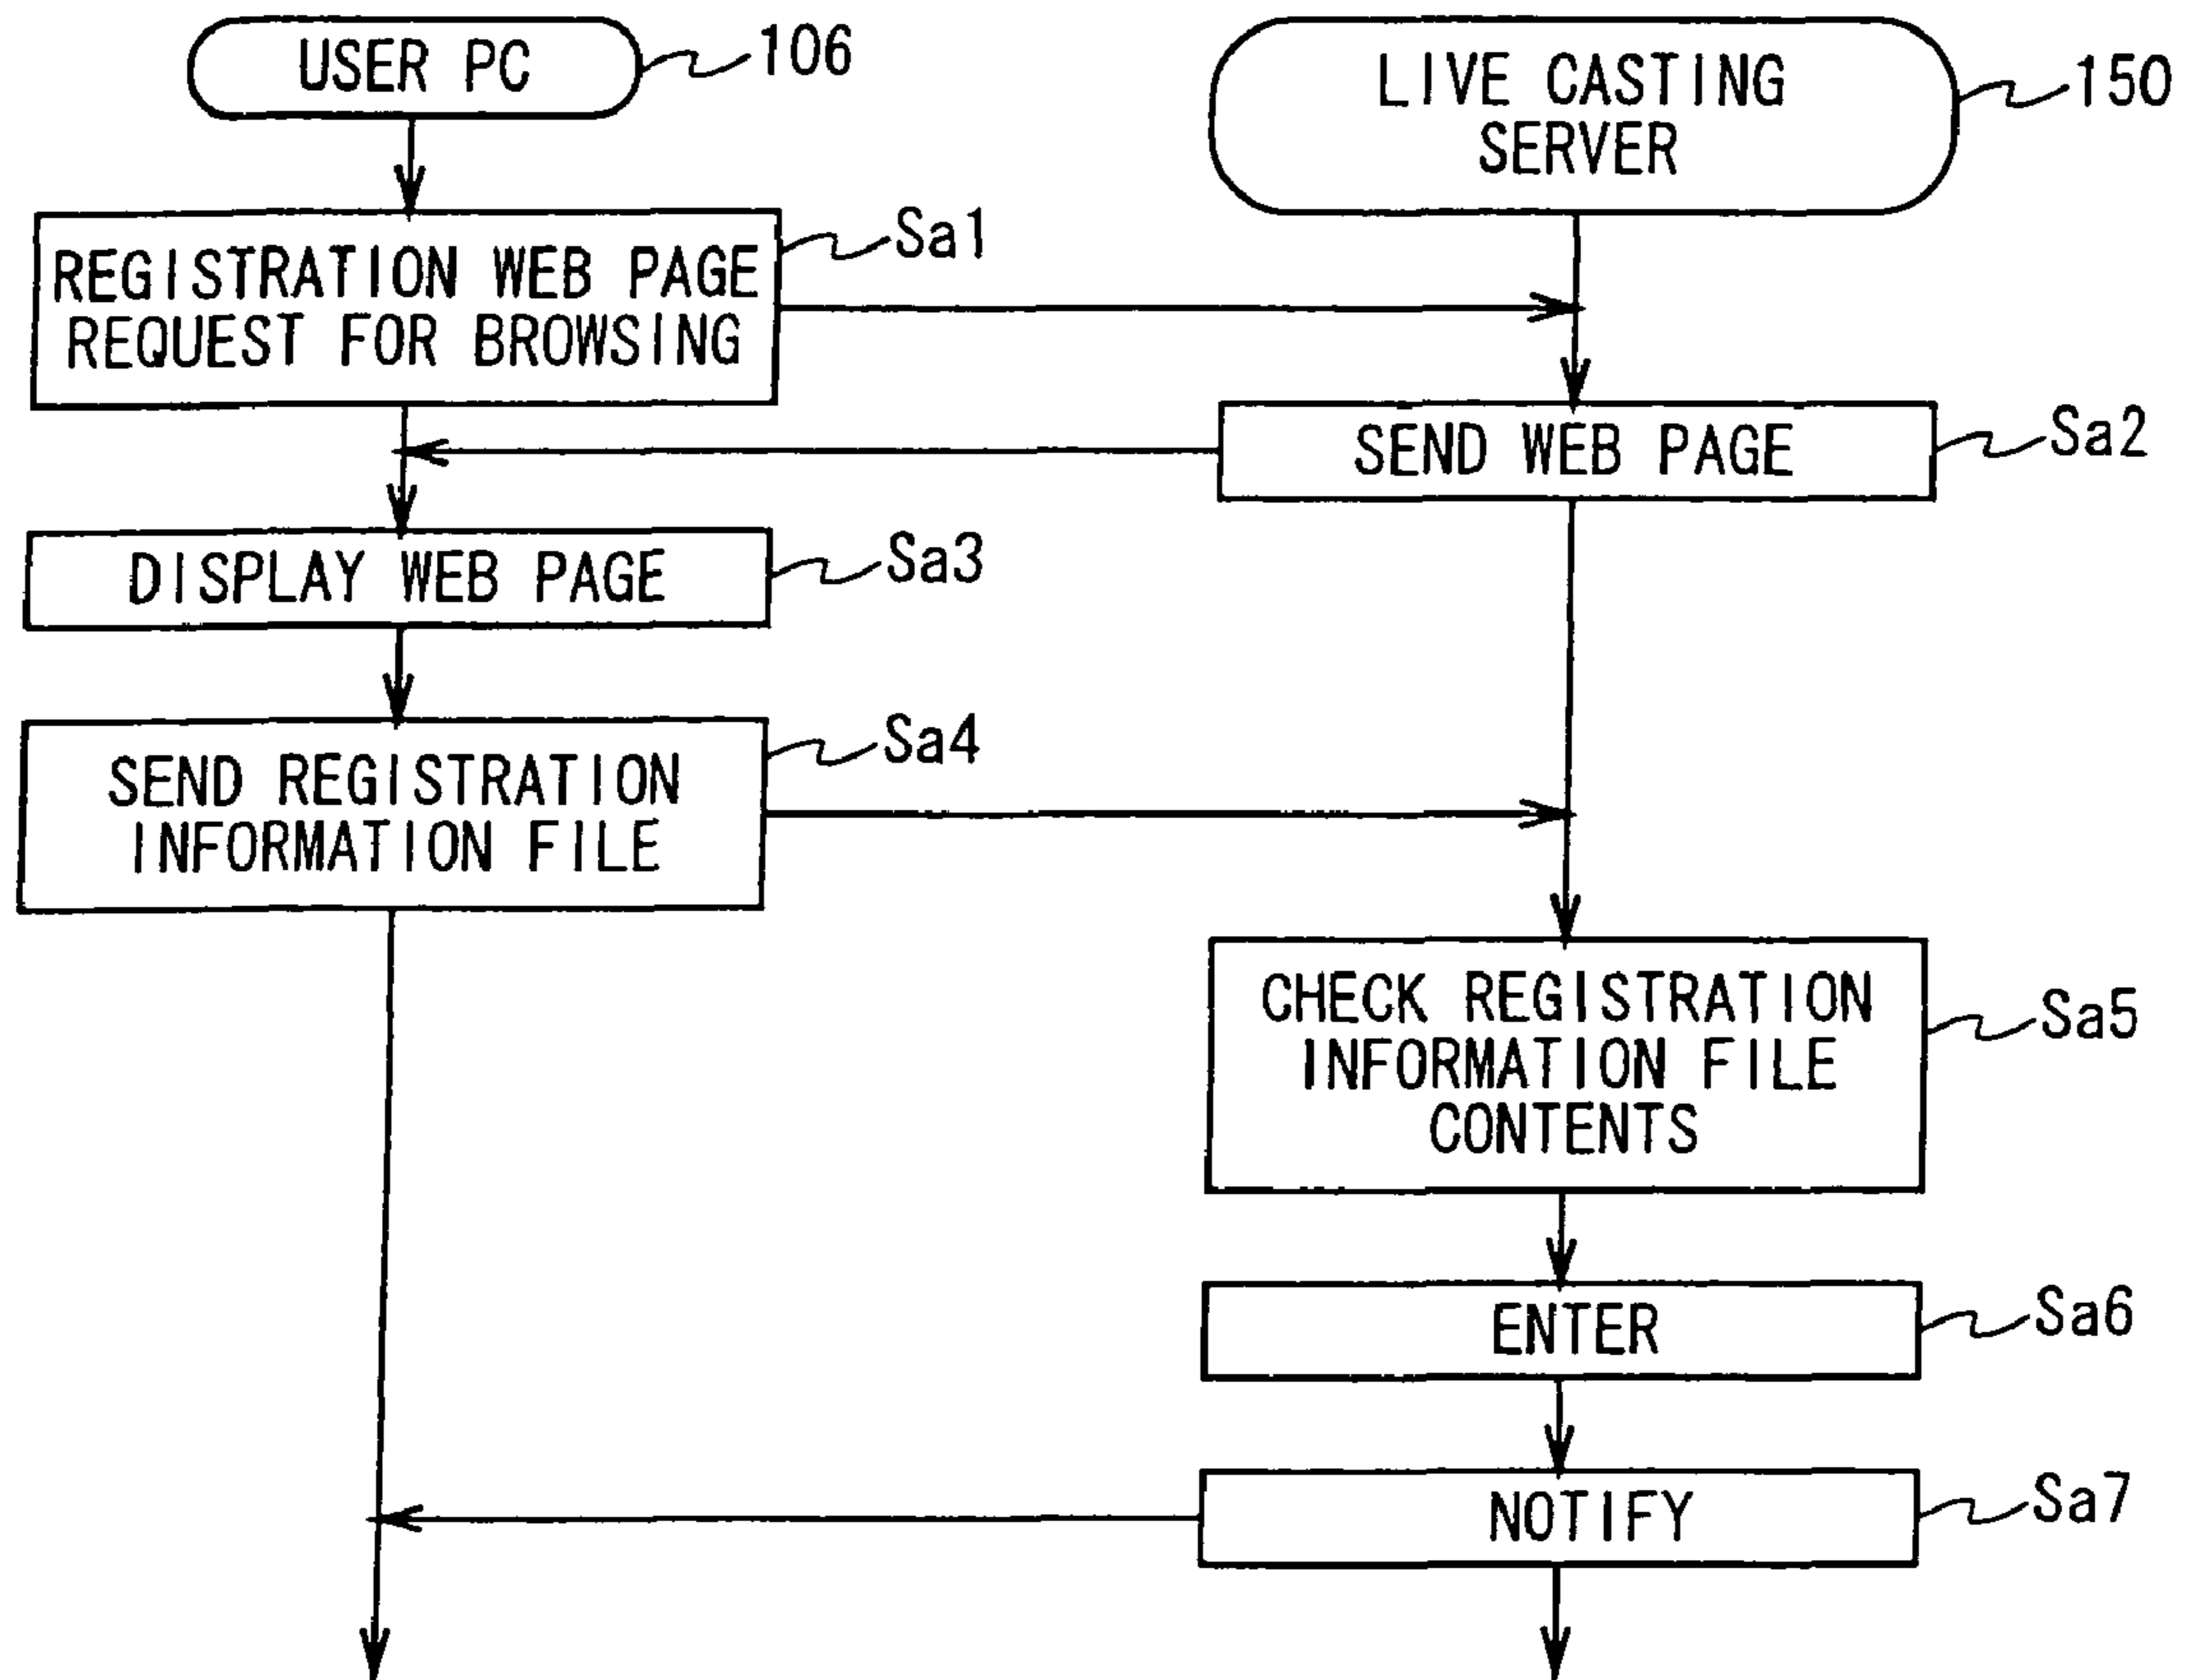 USER PC
106
LIVE CASTING
SERVER
150
REGISTRATION WEB PAGE
REQUEST FOR BROWSING
Sa1
SEND WEB PAGE
Sa2
DISPLAY WEB PAGE
Sa3
SEND REGISTRATION
INFORMATION FILE
Sa4
CHECK REGISTRATION
INFORMATION FILE
CONTENTS
Sa5
ENTER
Sa6
NOTIFY
Sa7